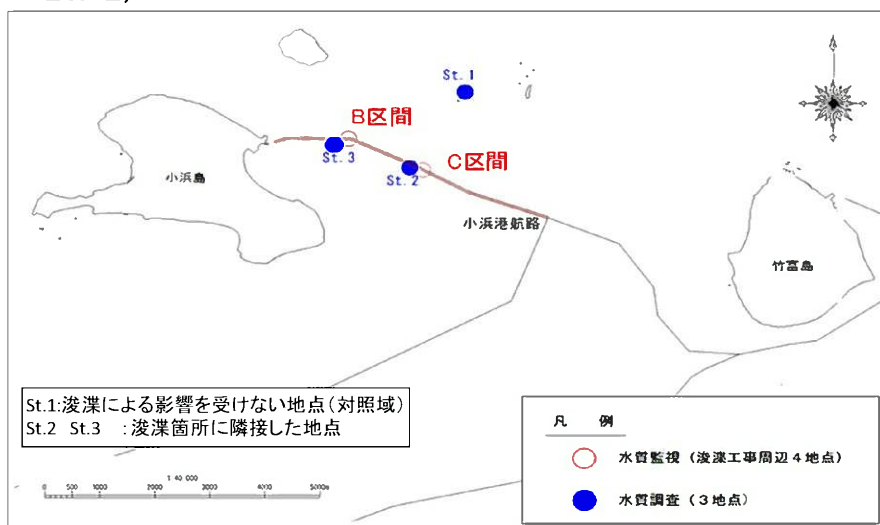 St.1
B区間
St.3
C区間
St.2
小浜島
小浜港航路
竹富島
St.1:浚渫による影響を受けない地点(対照域)
St.2 St.3 :浚渫箇所に隣接した地点
凡 例
水質監視(浚渫工事周辺4地点)
水質調査(3地点)
1:40 000
0 500 1000 2000 3000 4000 5000m